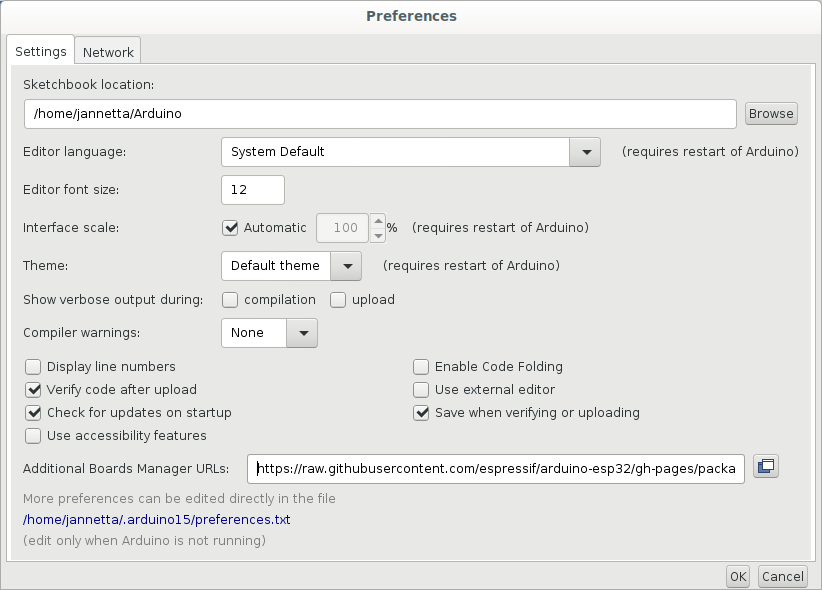 Preferences
Settings Network
Sketchbook location:
/home/jannetta/Arduino Browse
Editor language: System Default (requires restart of Arduino)
Editor font size: 12
Interface scale: Automatic 100 % (requires restart of Arduino)
Theme: Default theme (requires restart of Arduino)
Show verbose output during: compilation upload
Compiler warnings: None
Display line numbers Enable Code Folding
Verify code after upload Use external editor
Check for updates on startup Save when verifying or uploading
Use accessibility features
Additional Boards Manager URLs: https://raw.githubusercontent.com/espressif/arduino-esp32/gh-pages/packa
More preferences can be edited directly in the file
/home/jannetta/.arduino15/preferences.txt
(edit only when Arduino is not running)
OK Cancel